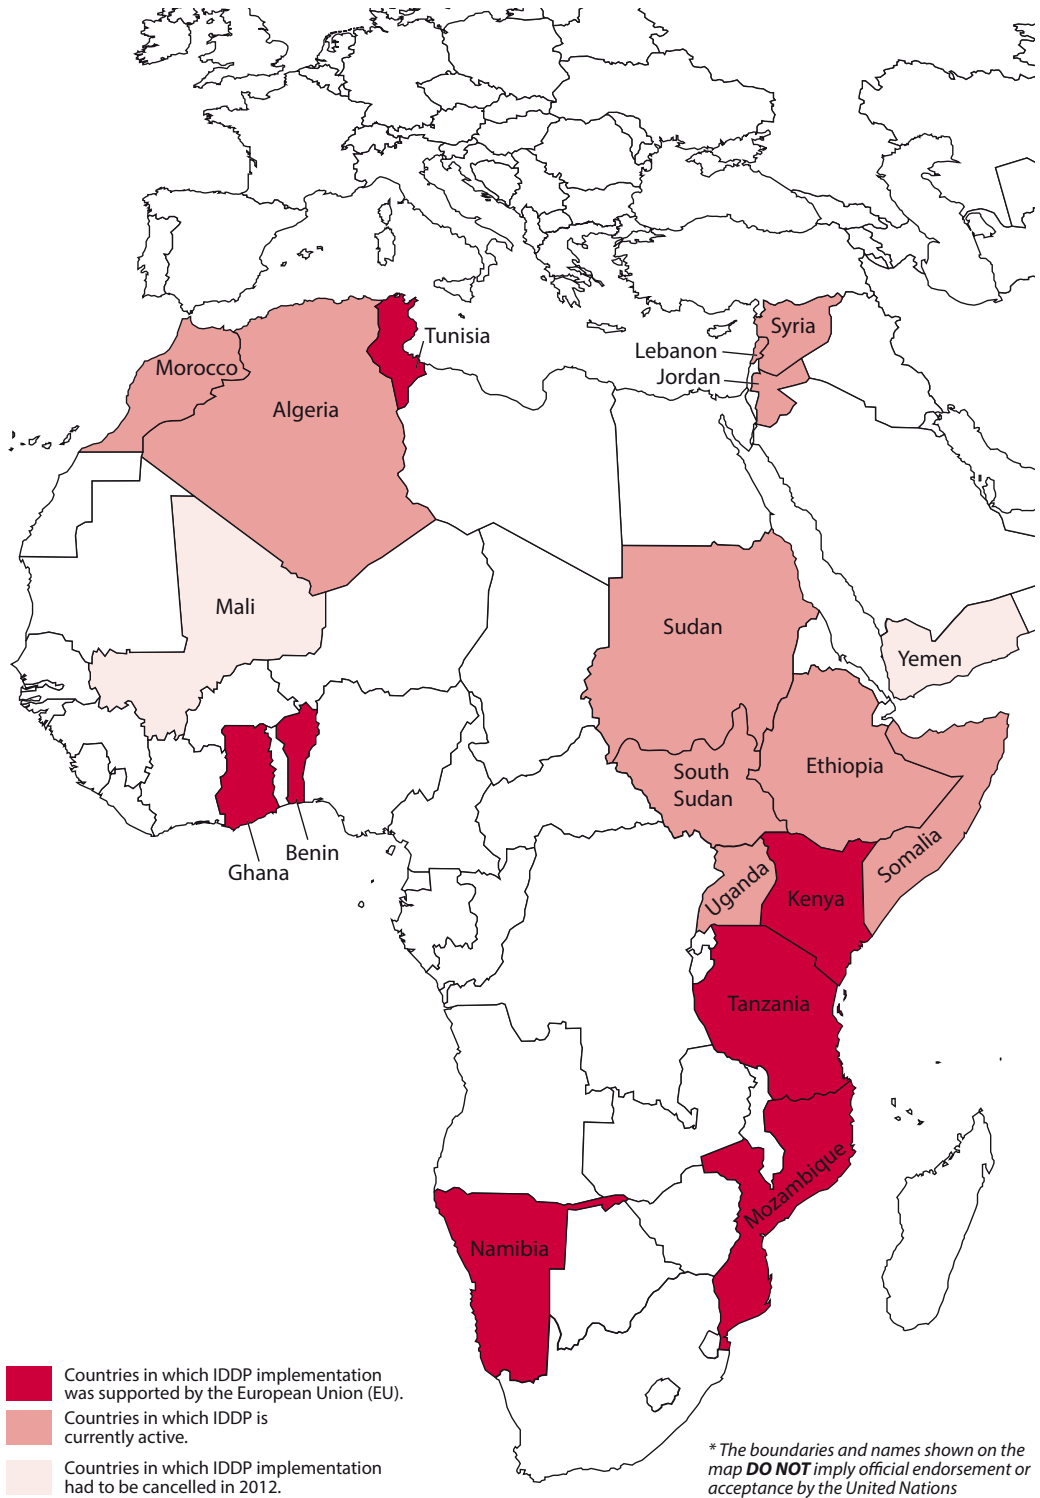 Tunisia
Syria
Lebanon
Jordan
Morocco
Algeria
Mali
Sudan
Yemen
South
Sudan
Ethiopia
Somalia
Benin
Ghana
Uganda
Kenya
Tanzania
Mozambique
Namibia
Countries in which IDDP implementation
was supported by the European Union (EU).
Countries in which IDDP is
currently active.
Countries in which IDDP implementation
had to be cancelled in 2012.
* The boundaries and names shown on the
map DO NOT imply official endorsement or
acceptance by the United Nations